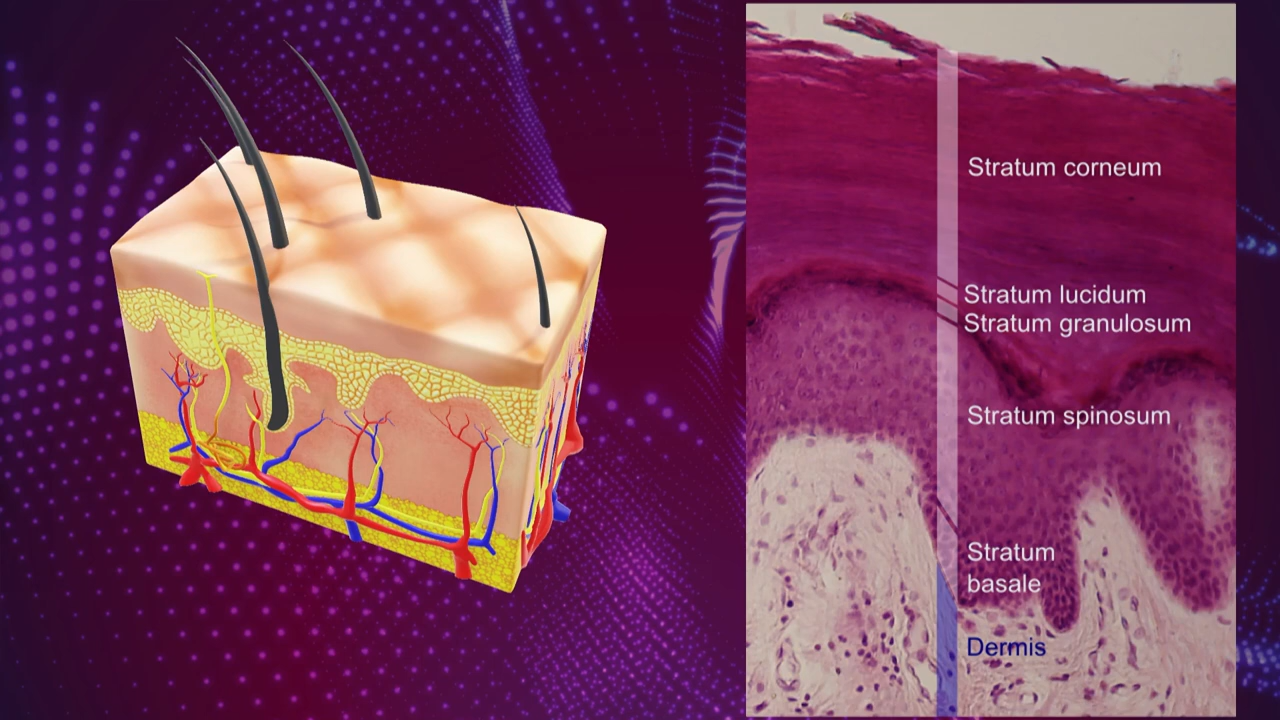 Stratum corneum
Stratum lucidum
Stratum granulosum
Stratum spinosum
Stratum
basale
Dermis